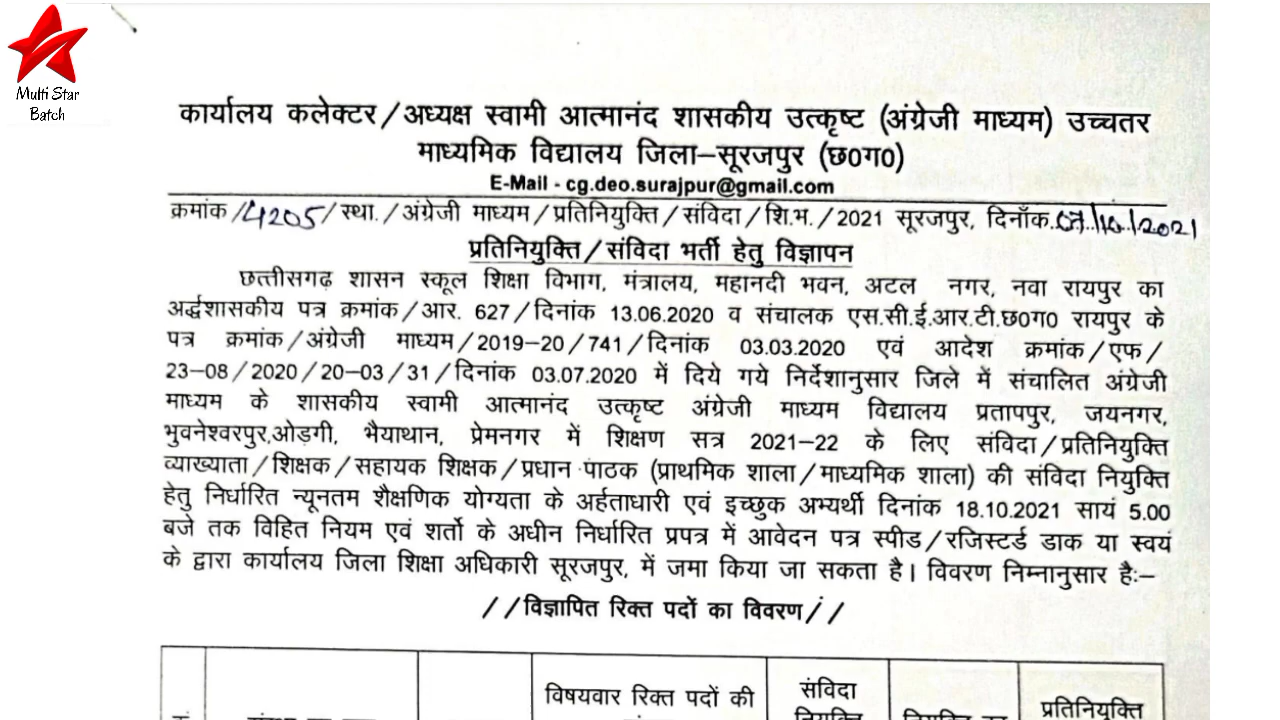 Multi Star
Batch
कार्यालय कलेक्टर/अध्यक्ष स्वामी आत्मानंद शासकीय उत्कृष्ट (अंग्रेजी माध्यम) उच्चतर
माध्यमिक विद्यालय जिला–सूरजपुर (छ0ग0)
E-Mail - cg.deo.surajpur@gmail.com
क्रमांक/4205/स्था./अंग्रेजी माध्यम/प्रतिनियुक्ति/संविदा/शि.भ./2021 सूरजपुर, दिनाँक.07/10/2021
प्रतिनियुक्ति/संविदा भर्ती हेतु विज्ञापन
छत्तीसगढ़ शासन स्कूल शिक्षा विभाग, मंत्रालय, महानदी भवन, अटल नगर, नवा रायपुर का
अर्द्धशासकीय पत्र क्रमांक/आर. 627/दिनांक 13.06.2020 व संचालक एस.सी.ई.आर.टी.छ0ग0 रायपुर के
पत्र क्रमांक/अंग्रेजी माध्यम/2019-20/741/दिनांक 03.03.2020 एवं आदेश क्रमांक/एफ/
23–08/2020/20–03/31/दिनांक 03.07.2020 में दिये गये निर्देशानुसार जिले में संचालित अंग्रेजी
माध्यम के शासकीय स्वामी आत्मानंद उत्कृष्ट अंग्रेजी माध्यम विद्यालय प्रतापपुर, जयनगर,
भुवनेश्वरपुर,ओड़गी, भैयाथान, प्रेमनगर में शिक्षण सत्र 2021–22 के लिए संविदा/प्रतिनियुक्ति
व्याख्याता/शिक्षक/सहायक शिक्षक/प्रधान पाठक (प्राथमिक शाला/माध्यमिक शाला) की संविदा नियुक्ति
हेतु निर्धारित न्यूनतम शैक्षणिक योग्यता के अर्हताधारी एवं इच्छुक अभ्यर्थी दिनांक 18.10.2021 सायं 5.00
बजे तक विहित नियम एवं शर्तो के अधीन निर्धारित प्रपत्र में आवेदन पत्र स्पीड/रजिस्टर्ड डाक या स्वयं
के द्वारा कार्यालय जिला शिक्षा अधिकारी सूरजपुर, में जमा किया जा सकता है। विवरण निम्नानुसार है:–
//विज्ञापित रिक्त पदों का विवरण//
विषयवार रिक्त पदों की
संविदा
प्रतिनियुक्ति